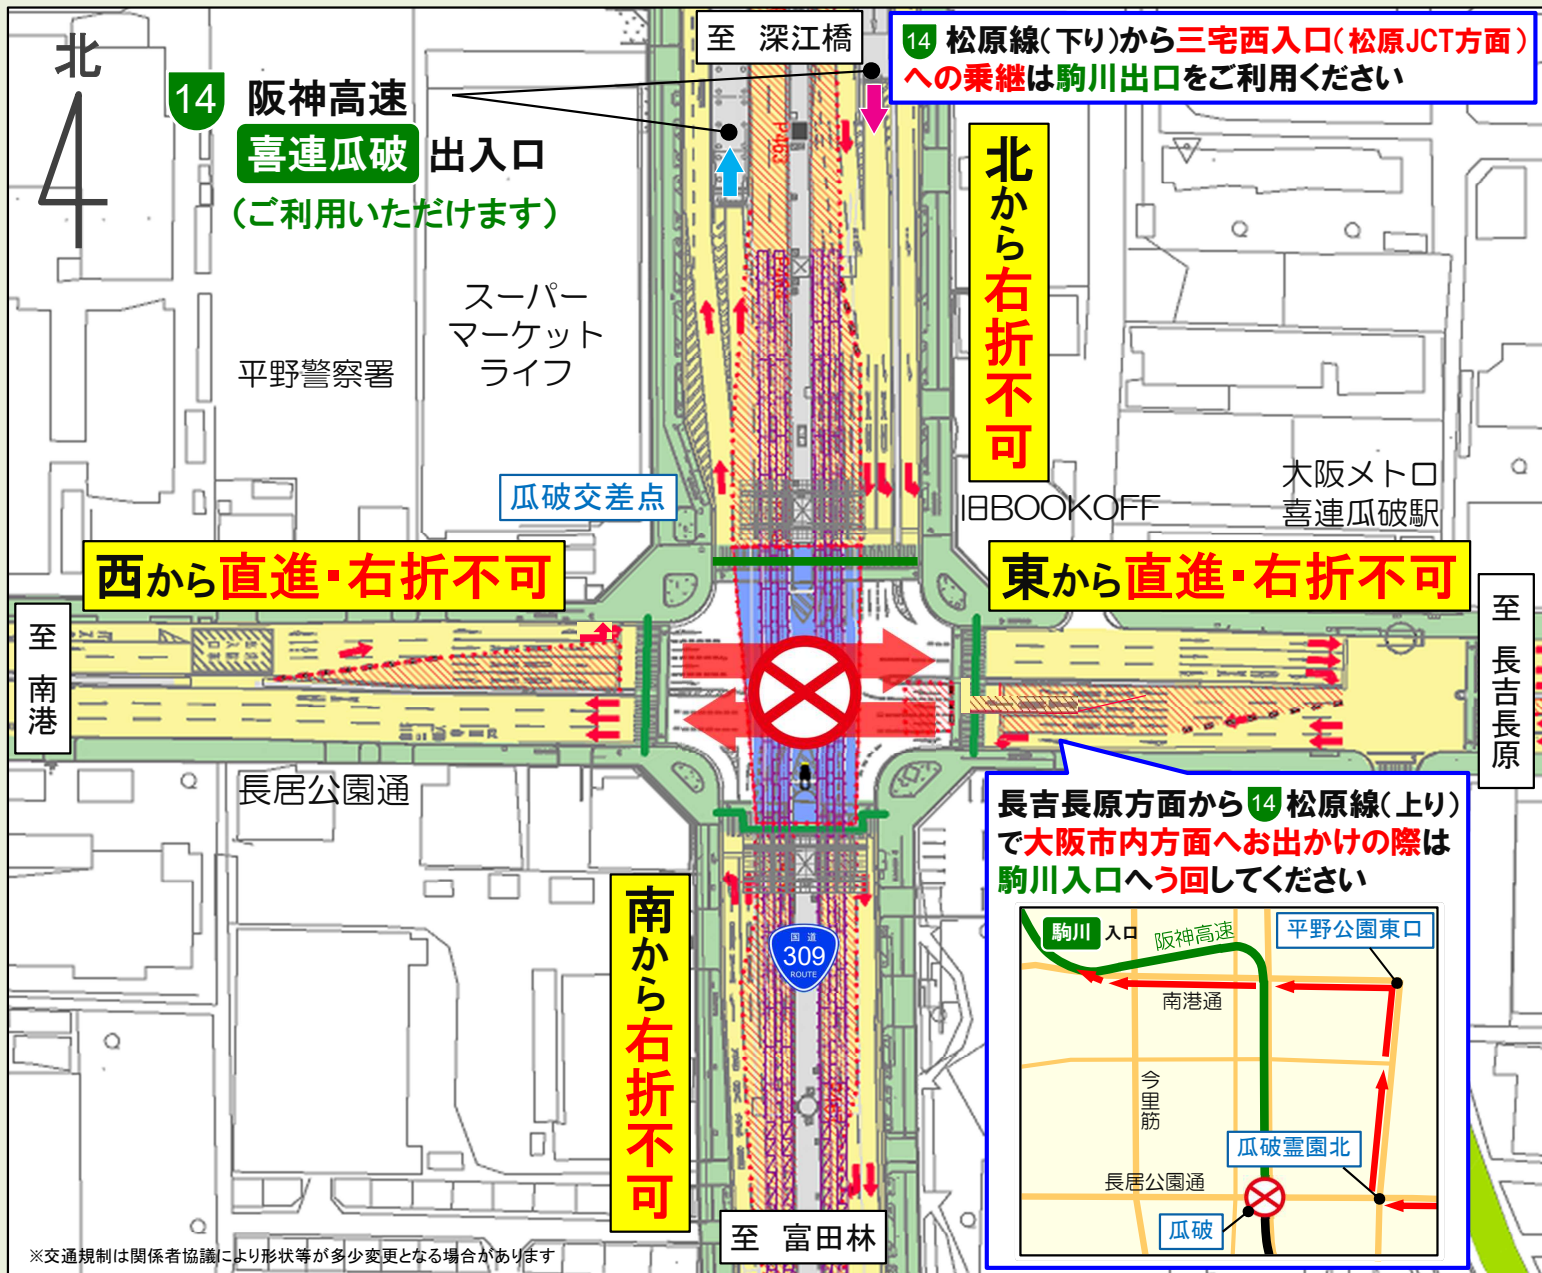 北
14 阪神高速
喜連瓜破 出入口
(ご利用いただけます)
至 深江橋
14 松原線(下り)から三宅西入口(松原JCT方面)
への乗継は駒川出口をご利用ください
北から右折不可
スーパー
マーケット
ライフ
平野警察署
瓜破交差点
旧BOOKOFF
大阪メトロ
喜連瓜破駅
西から直進・右折不可
東から直進・右折不可
至 南港
至 長吉長原
長居公園通
南から右折不可
国道
309
ROUTE
至 富田林
長吉長原方面から14松原線(上り)
で大阪市内方面へお出かけの際は
駒川入口へう回してください
駒川 入口
阪神高速
平野公園東口
南港通
今里筋
瓜破霊園北
長居公園通
瓜破
※交通規制は関係者協議により形状等が多少変更となる場合があります